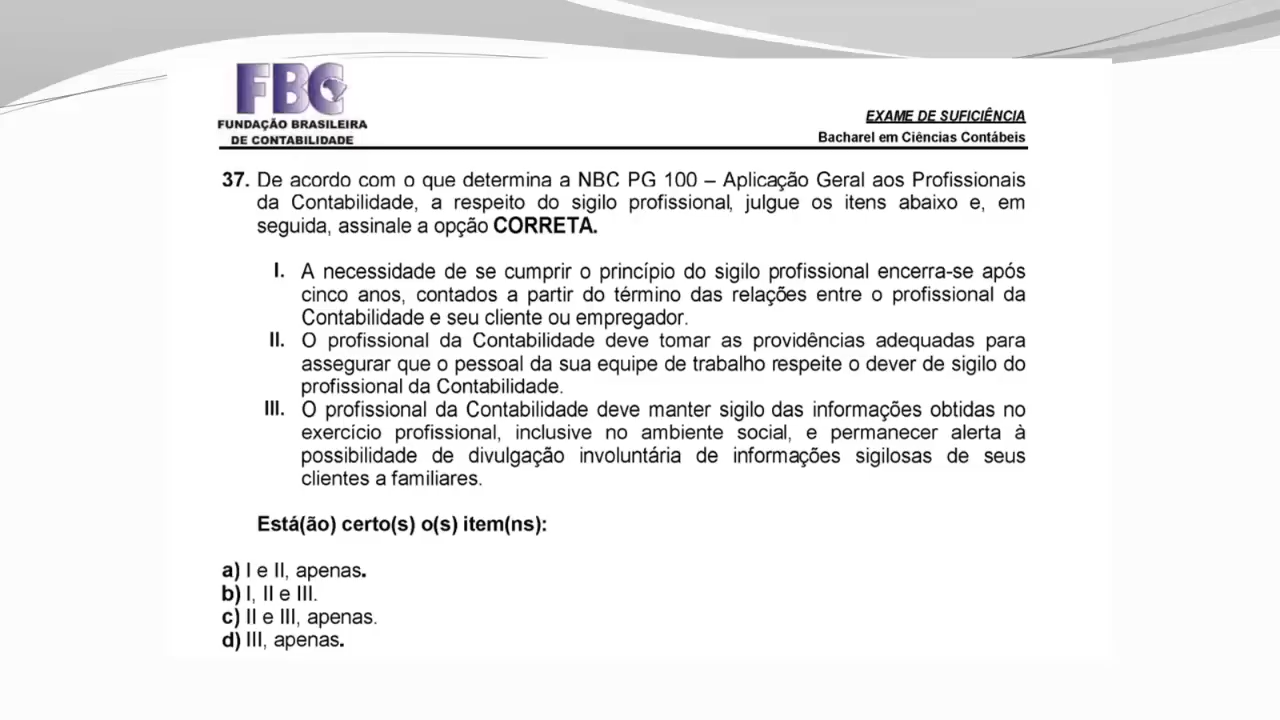 FBC
FUNDAÇÃO BRASILEIRA
DE CONTABILIDADE
EXAME DE SUFICIÊNCIA
Bacharel em Ciências Contábeis
37. De acordo com o que determina a NBC PG 100 – Aplicação Geral aos Profissionais
da Contabilidade, a respeito do sigilo profissional, julgue os itens abaixo e, em
seguida, assinale a opção CORRETA.
I. A necessidade de se cumprir o princípio do sigilo profissional encerra-se após
cinco anos, contados a partir do término das relações entre o profissional da
Contabilidade e seu cliente ou empregador.
II. O profissional da Contabilidade deve tomar as providências adequadas para
assegurar que o pessoal da sua equipe de trabalho respeite o dever de sigilo do
profissional da Contabilidade.
III. O profissional da Contabilidade deve manter sigilo das informações obtidas no
exercício profissional, inclusive no ambiente social, e permanecer alerta à
possibilidade de divulgação involuntária de informações sigilosas de seus
clientes a familiares.
Está(ão) certo(s) o(s) item(ns):
a) I e II, apenas.
b) I, II e III.
c) II e III, apenas.
d) III, apenas.